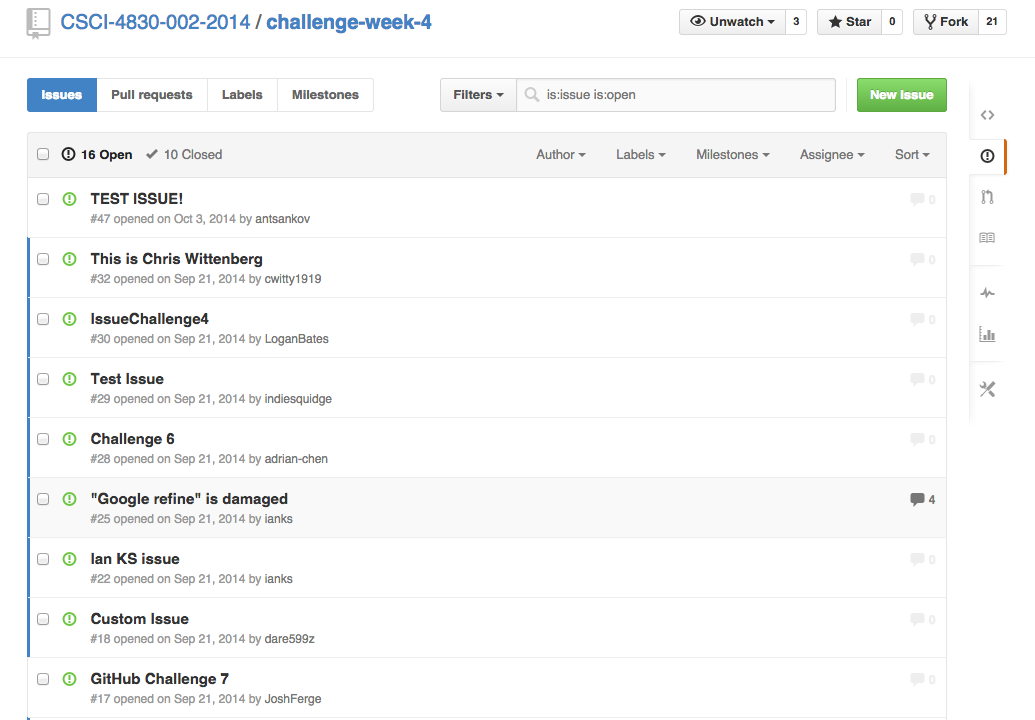 CSCI-4830-002-2014 / challenge-week-4 Unwatch 3 Star 0 Fork 21
Issues Pull requests Labels Milestones Filters is:issue is:open New issue
16 Open 10 Closed Author Labels Milestones Assignee Sort
TEST ISSUE! 0
#47 opened on Oct 3, 2014 by antsankov
This is Chris Wittenberg 0
#32 opened on Sep 21, 2014 by cwitty1919
IssueChallenge4 0
#30 opened on Sep 21, 2014 by LoganBates
Test Issue 0
#29 opened on Sep 21, 2014 by indiesquidge
Challenge 6 0
#28 opened on Sep 21, 2014 by adrian-chen
"Google refine" is damaged 4
#25 opened on Sep 21, 2014 by ianks
Ian KS issue 0
#22 opened on Sep 21, 2014 by ianks
Custom Issue 0
#18 opened on Sep 21, 2014 by dare599z
GitHub Challenge 7 0
#17 opened on Sep 21, 2014 by JoshFerge